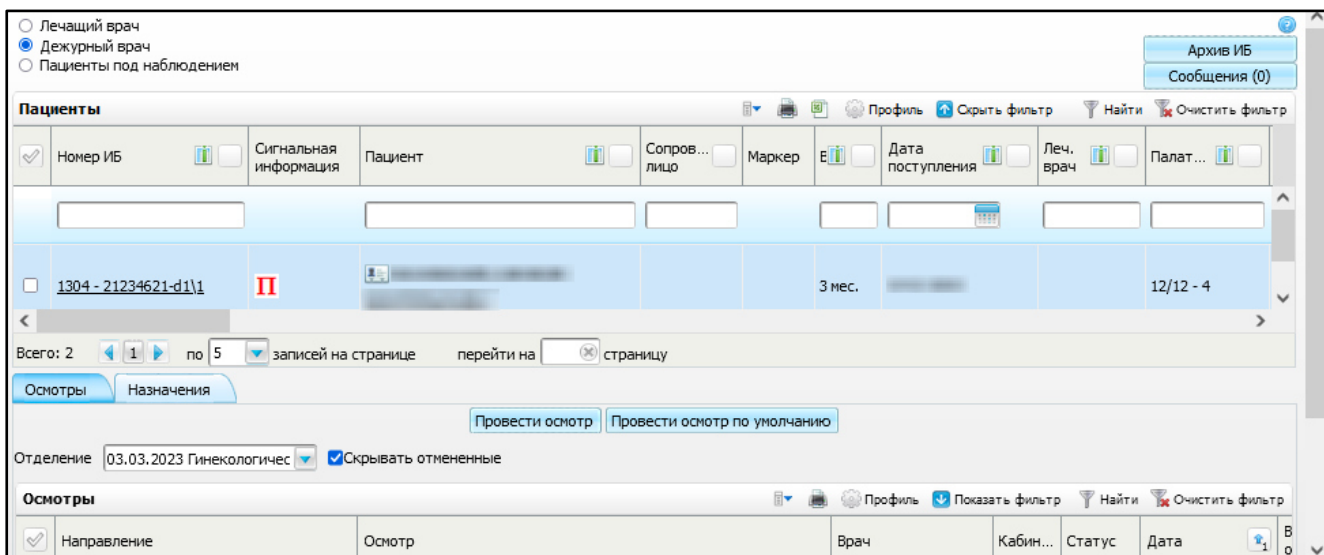 Лечащий врач
Дежурный врач
Пациенты под наблюдением
Архив ИБ
Сообщения (0)
Пациенты Профиль Скрыть фильтр Найти Очистить фильтр
Номер ИБ Сигнальная информация Пациент Сопров... лицо Маркер Дата поступления Леч. врач Палат...
1304 - 21234621-d1\1 П 3 мес. 12/12 - 4
Всего: 2 1 по 5 записей на странице перейти на страницу
Осмотры Назначения
Провести осмотр Провести осмотр по умолчанию
Отделение 03.03.2023 Гинекологичес Скрывать отмененные
Осмотры Профиль Показать фильтр Найти Очистить фильтр
Направление Осмотр Врач Кабин... Статус Дата 1